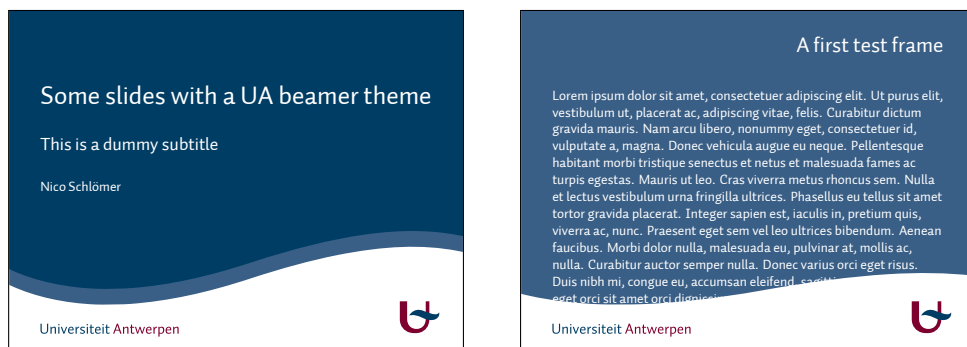 Some slides with a UA beamer theme
This is a dummy subtitle
Nico Schlömer
Universiteit Antwerpen
A first test frame
Lorem ipsum dolor sit amet, consectetuer adipiscing elit. Ut purus elit,
vestibulum ut, placerat ac, adipiscing vitae, felis. Curabitur dictum
gravida mauris. Nam arcu libero, nonummy eget, consectetuer id,
vulputate a, magna. Donec vehicula augue eu neque. Pellentesque
habitant morbi tristique senectus et netus et malesuada fames ac
turpis egestas. Mauris ut leo. Cras viverra metus rhoncus sem. Nulla
et lectus vestibulum urna fringilla ultrices. Phasellus eu tellus sit amet
tortor gravida placerat. Integer sapien est, iaculis in, pretium quis,
viverra ac, nunc. Praesent eget sem vel leo ultrices bibendum. Aenean
faucibus. Morbi dolor nulla, malesuada eu, pulvinar at, mollis ac,
nulla. Curabitur auctor semper nulla. Donec varius orci eget risus.
Duis nibh mi, congue eu, accumsan eleifend,
eget orci sit amet orci
Universiteit Antwerpen